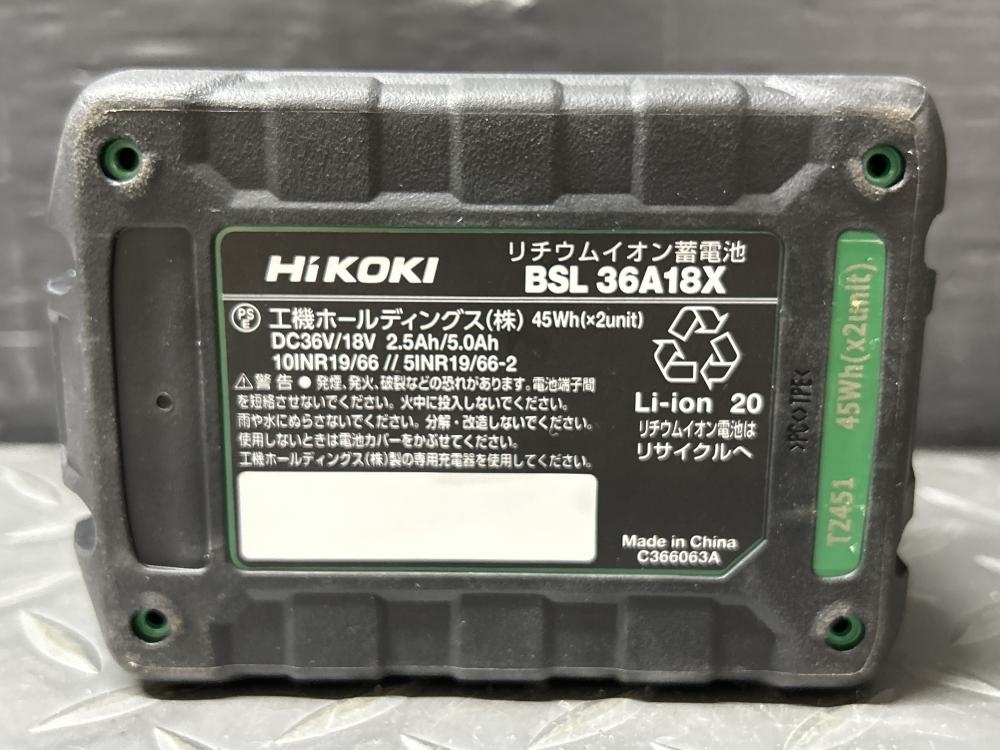 HiKOKI
リチウムイオン蓄電池
BSL 36A18X
PS E 工機ホールディングス(株) 45Wh(×2unit)
DC36V/18V 2.5Ah/5.0Ah
10INR19/66 // 5INR19/66-2
⚠警告 ● 発煙、発火、破裂などの恐れがあります。電池端子間
を短絡させないでください。火中に投入しないでください。
雨や水にぬらさないでください。分解・改造しないでください。
使用しないときは電池カバーをかぶせてください。
工機ホールディングス(株)製の専用充電器を使用してください。
Li-ion 20
リチウムイオン電池は
リサイクルへ
Made in China
C366063A
>PC◇TPE<
T2451 45Wh(x2unit)